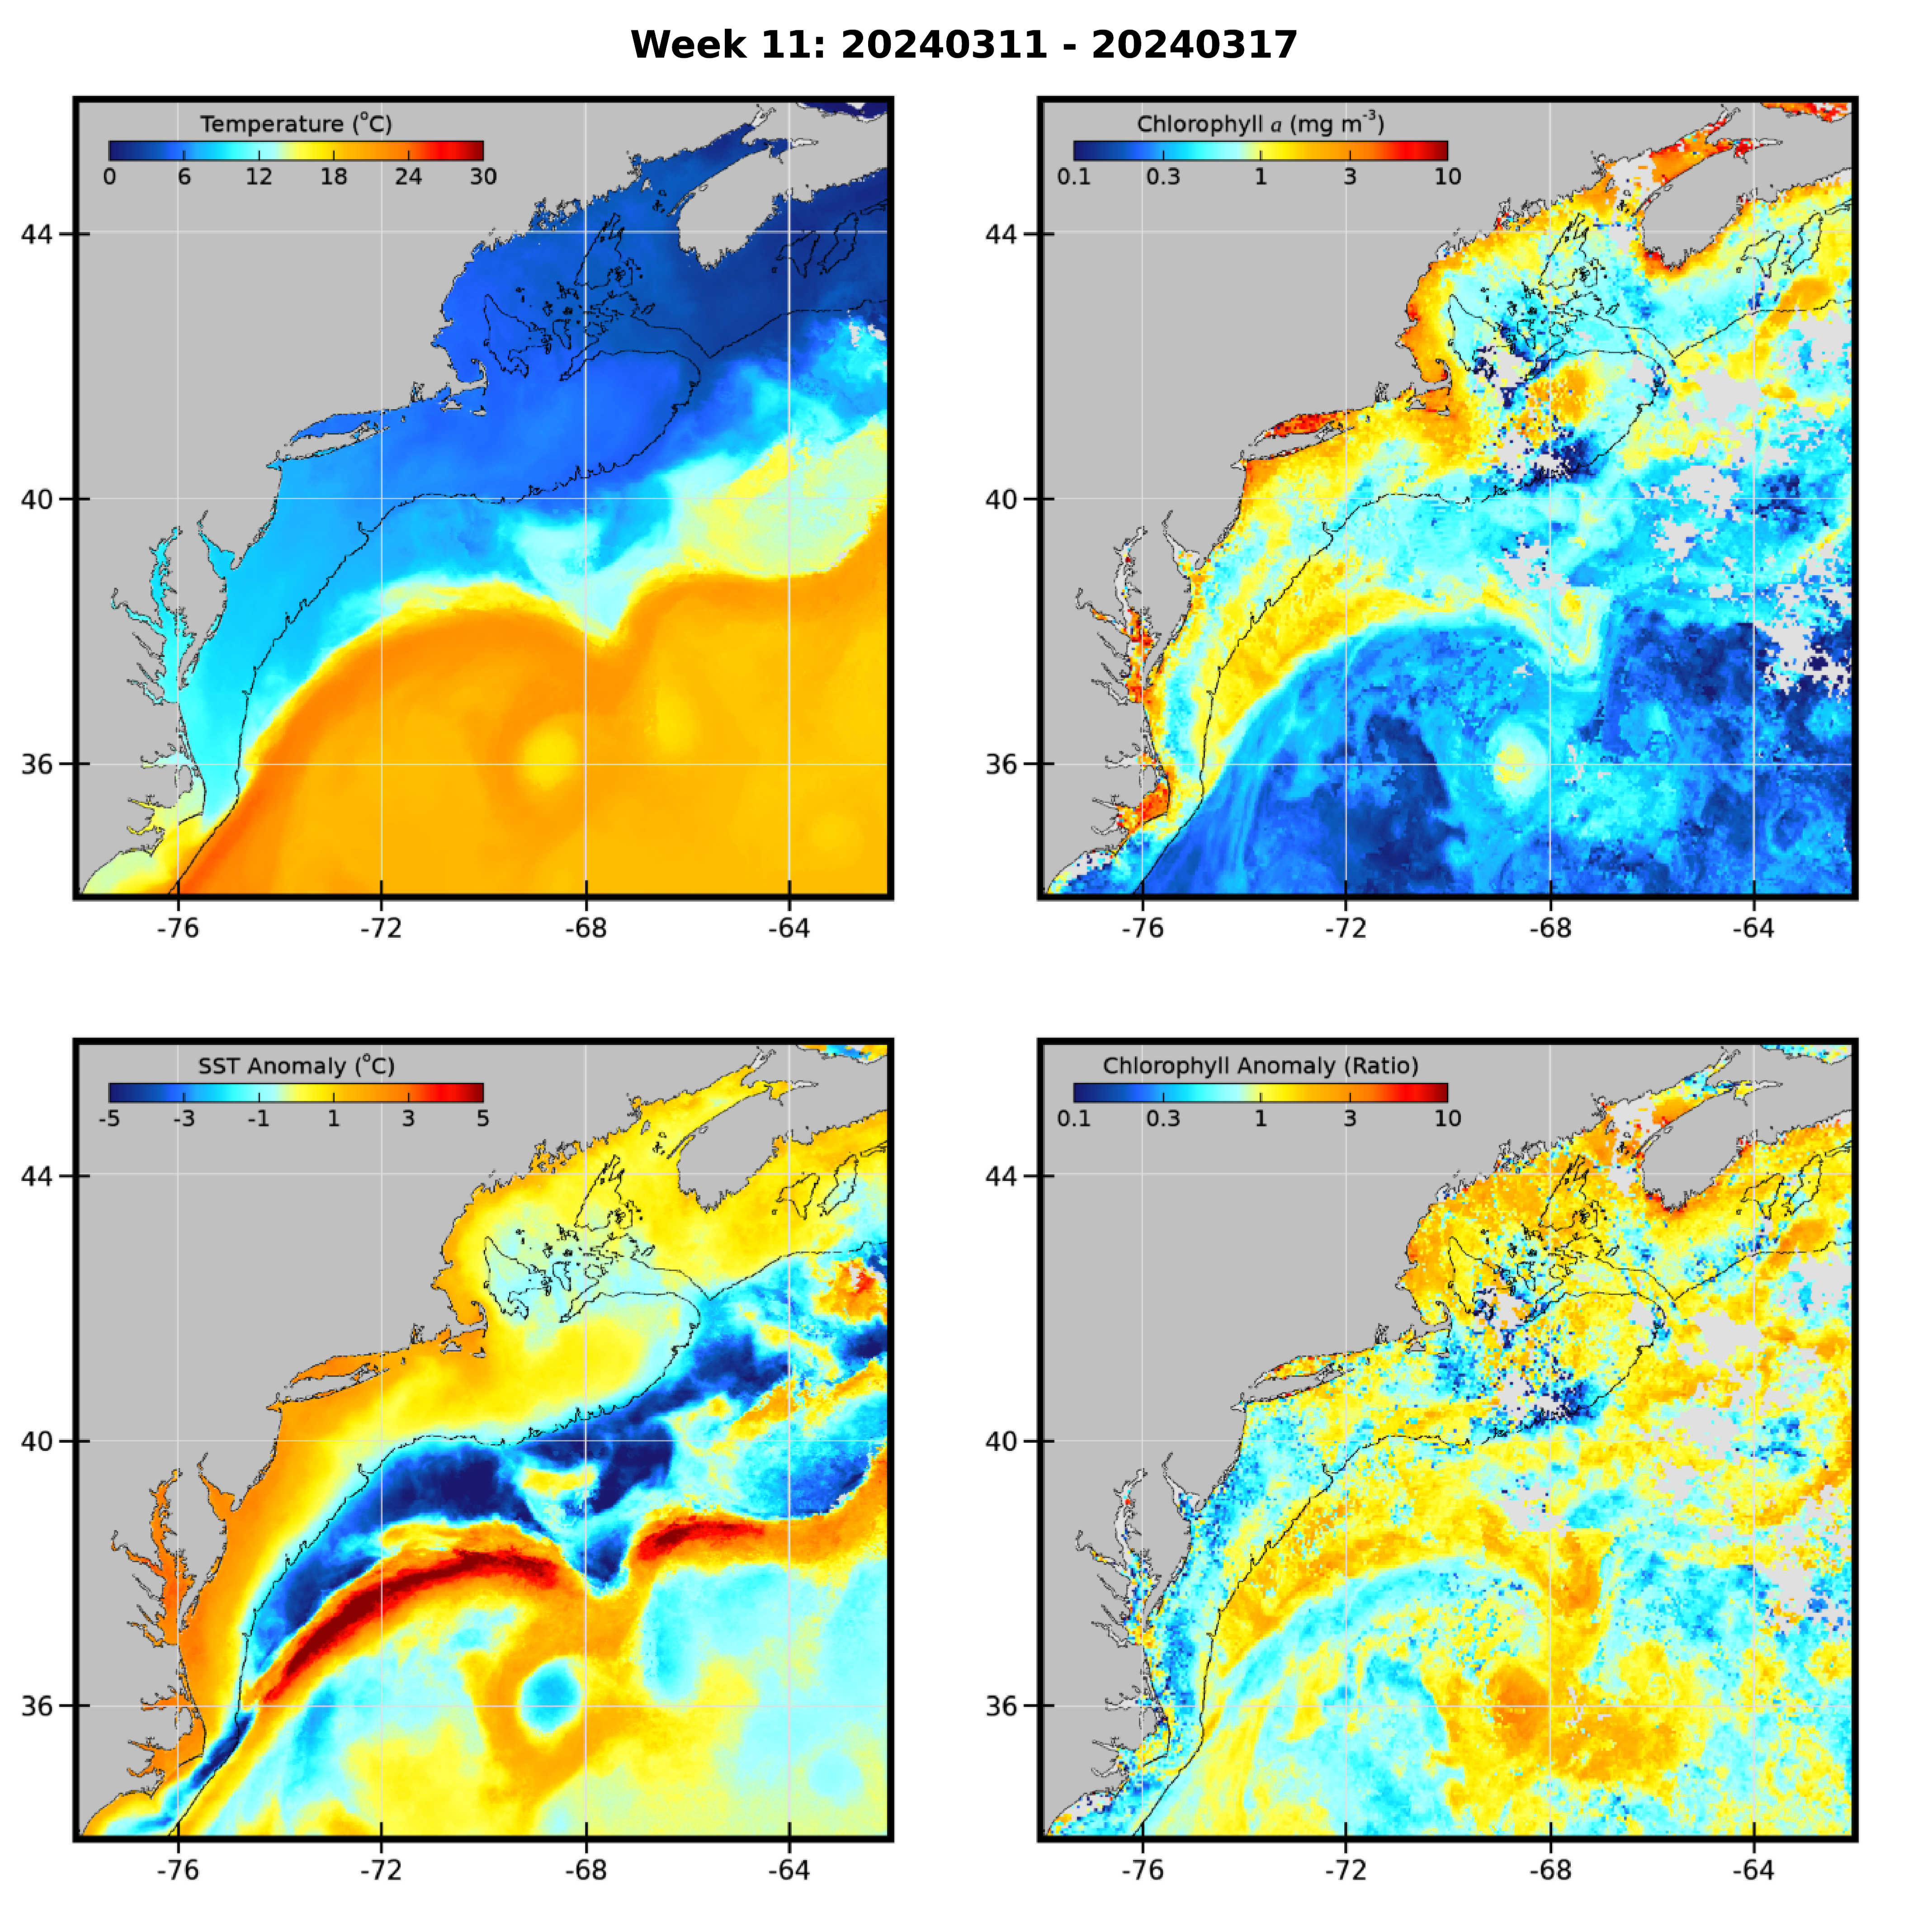 Week 11: 20240311 - 20240317
Temperature (°C)
0 6 12 18 24 30
44
40
36
-76 -72 -68 -64
Chlorophyll a (mg m⁻³)
0.1 0.3 1 3 10
44
40
36
-76 -72 -68 -64
SST Anomaly (°C)
-5 -3 -1 1 3 5
44
40
36
-76 -72 -68 -64
Chlorophyll Anomaly (Ratio)
0.1 0.3 1 3 10
44
40
36
-76 -72 -68 -64